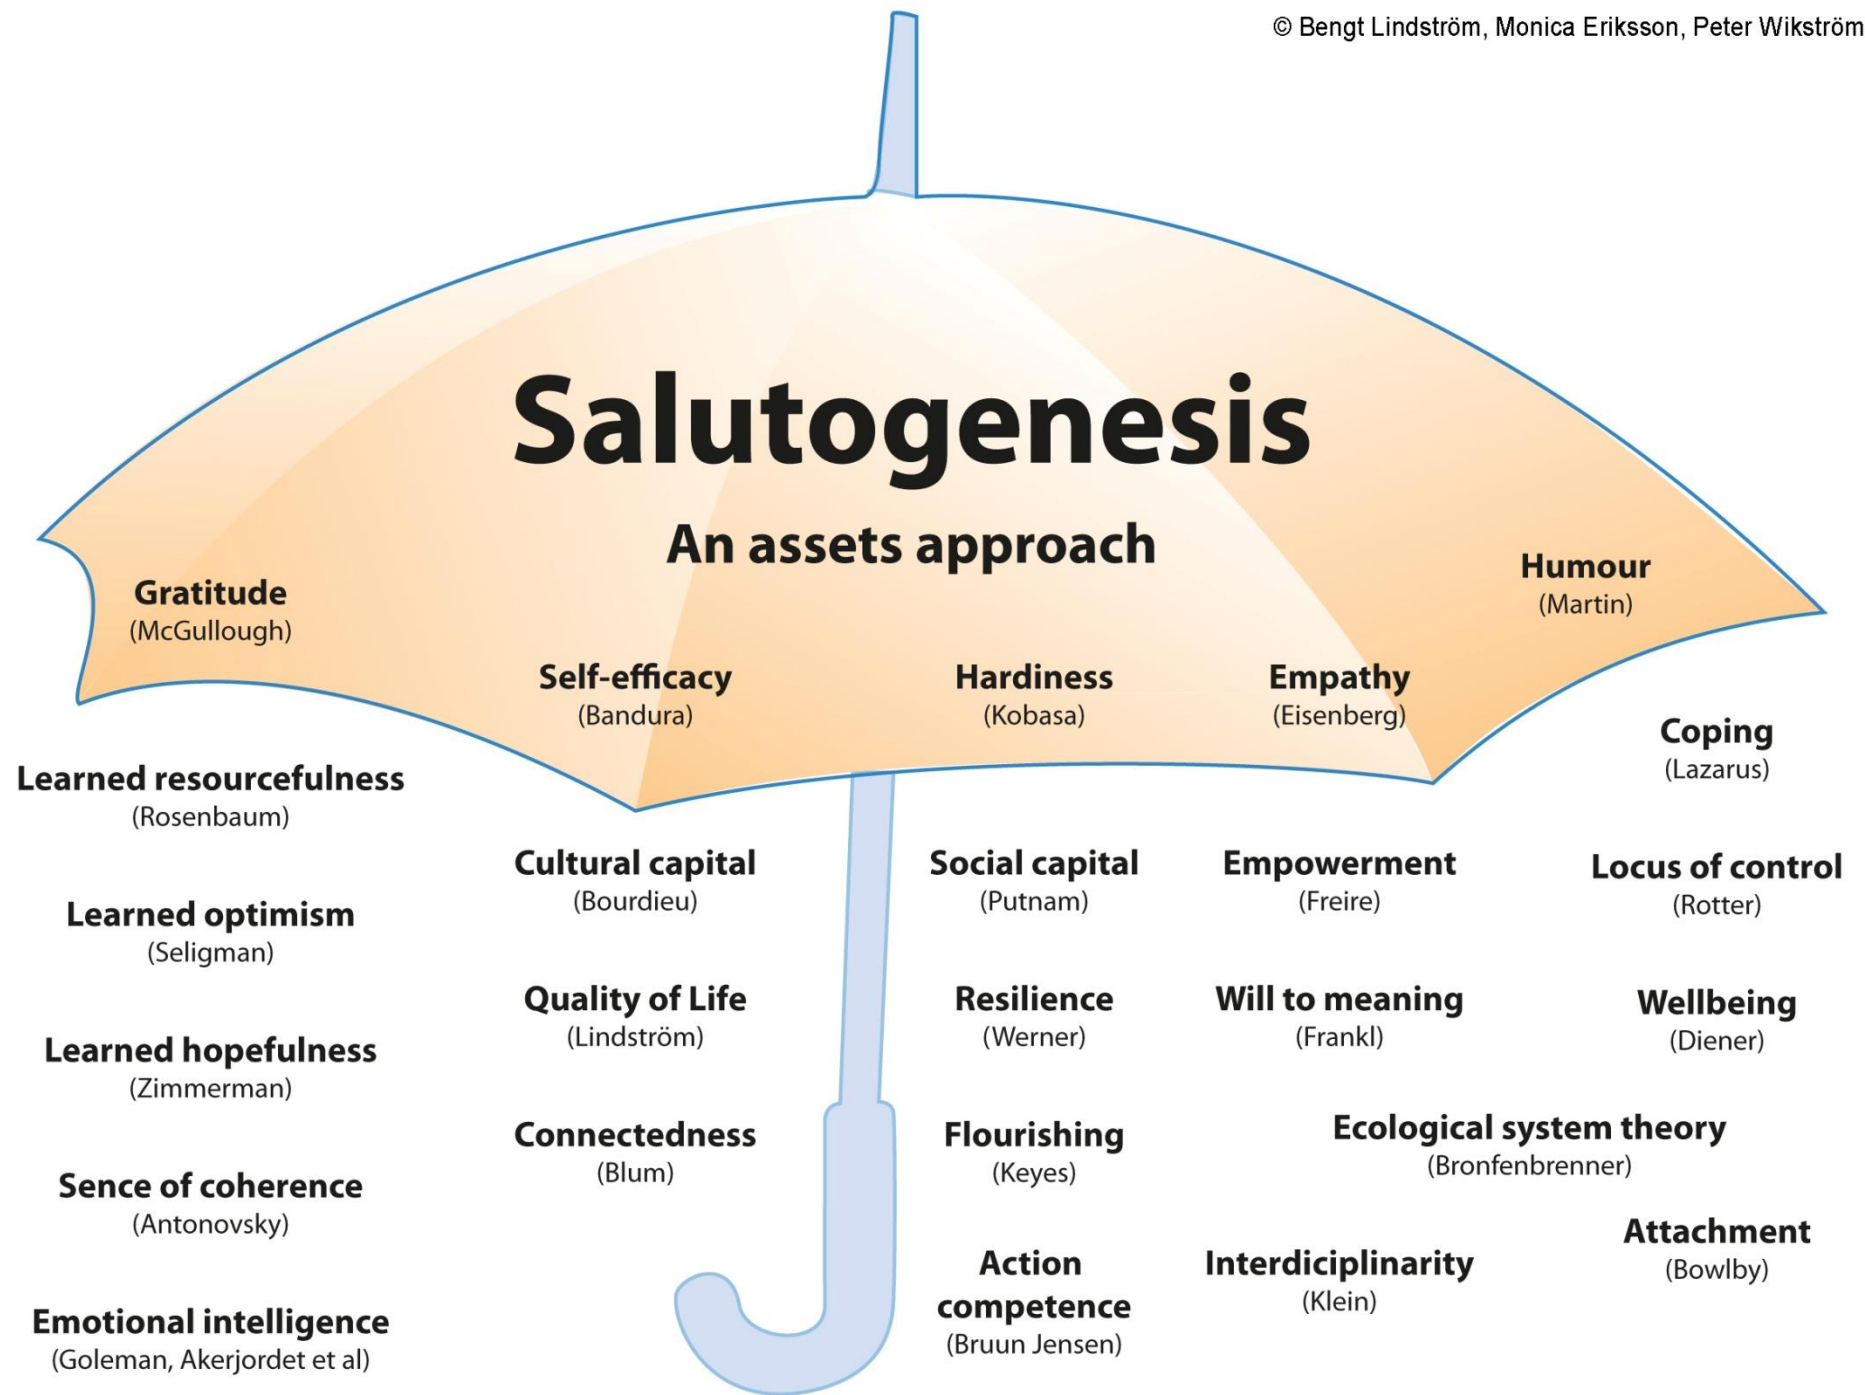 © Bengt Lindström, Monica Eriksson, Peter Wikström
Salutogenesis
An assets approach
Gratitude
(McGullough)
Humour
(Martin)
Self-efficacy
(Bandura)
Hardiness
(Kobasa)
Empathy
(Eisenberg)
Coping
(Lazarus)
Learned resourcefulness
(Rosenbaum)
Learned optimism
(Seligman)
Learned hopefulness
(Zimmerman)
Sence of coherence
(Antonovsky)
Emotional intelligence
(Goleman, Akerjordet et al)
Cultural capital
(Bourdieu)
Quality of Life
(Lindström)
Connectedness
(Blum)
Social capital
(Putnam)
Resilience
(Werner)
Flourishing
(Keyes)
Action
competence
(Bruun Jensen)
Empowerment
(Freire)
Will to meaning
(Frankl)
Locus of control
(Rotter)
Wellbeing
(Diener)
Ecological system theory
(Bronfenbrenner)
Interdiciplinarity
(Klein)
Attachment
(Bowlby)